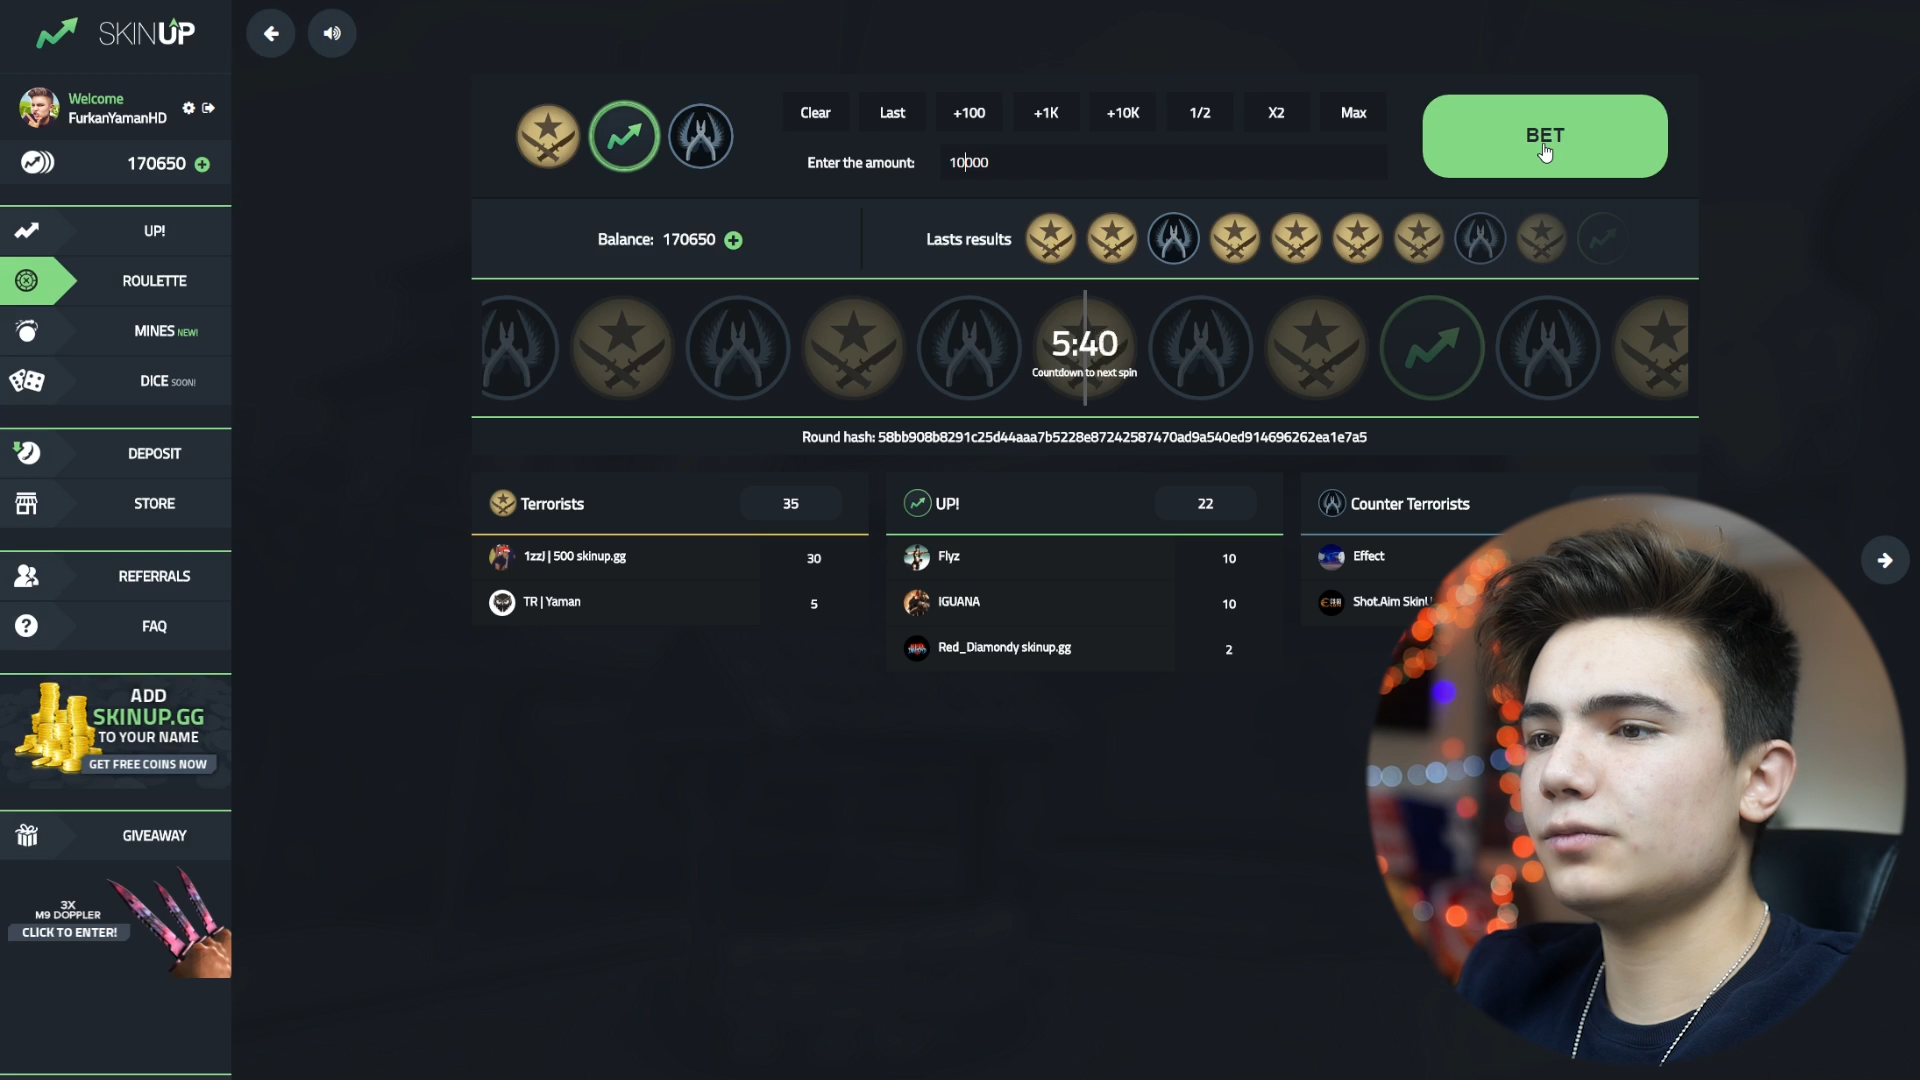 SKINUP
Welcome
FurkanYamanHD
170650
UP!
ROULETTE
MINES NEW!
DICE SOON!
DEPOSIT
STORE
REFERRALS
FAQ
ADD
SKINUP.GG
TO YOUR NAME
GET FREE COINS NOW
GIVEAWAY
3X
M9 DOPPLER
CLICK TO ENTER!
Clear Last +100 +1K +10K 1/2 X2 Max
Enter the amount: 10000
BET
Balance: 170650
Lasts results
5:40
Countdown to next spin
Round hash: 58bb908b8291c25d44aaa7b5228e87242587470ad9a540ed914696262ea1e7a5
Terrorists 35
1zzJ | 500 skinup.gg 30
TR | Yaman 5
UP! 22
Flyz 10
IGUANA 10
Red_Diamondy skinup.gg 2
Counter Terrorists
Effect
Shot.Aim SkinU